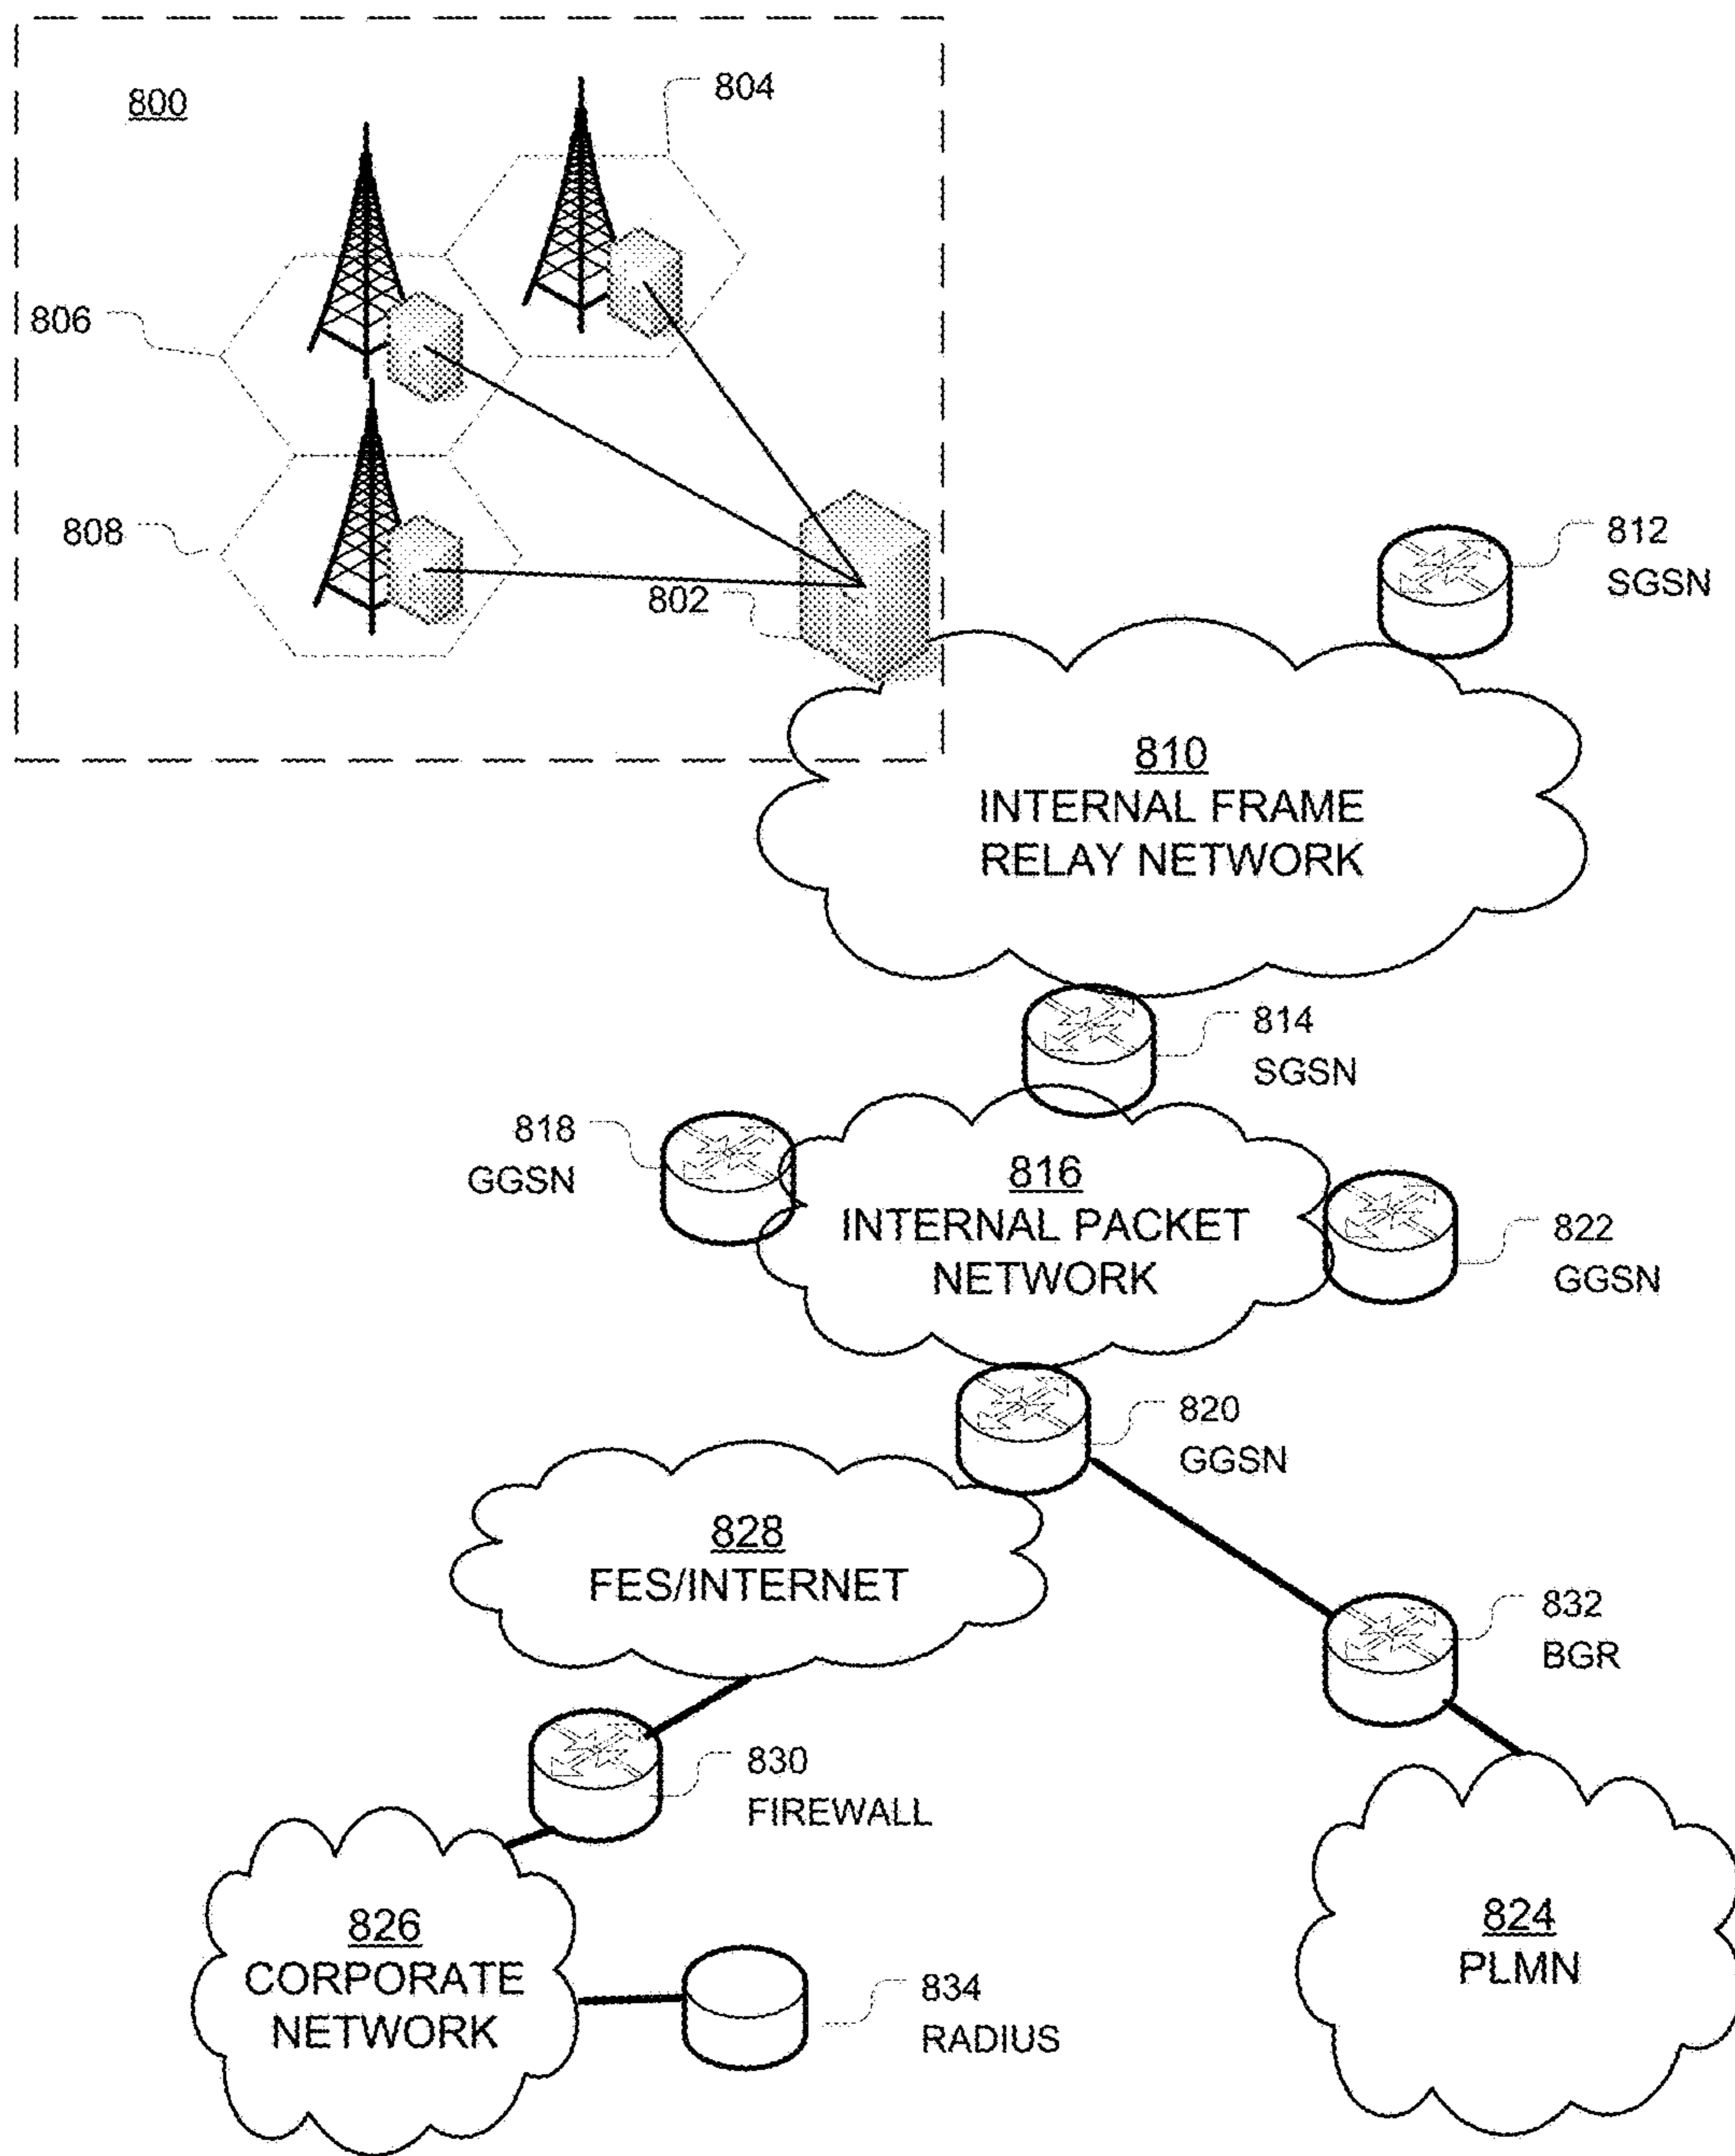 800
804
806
808
802
812
SGSN
810
INTERNAL FRAME
RELAY NETWORK
814
SGSN
818
GGSN
816
INTERNAL PACKET
NETWORK
822
GGSN
820
GGSN
828
FES/INTERNET
832
BGR
830
FIREWALL
826
CORPORATE
NETWORK
834
RADIUS
824
PLMN